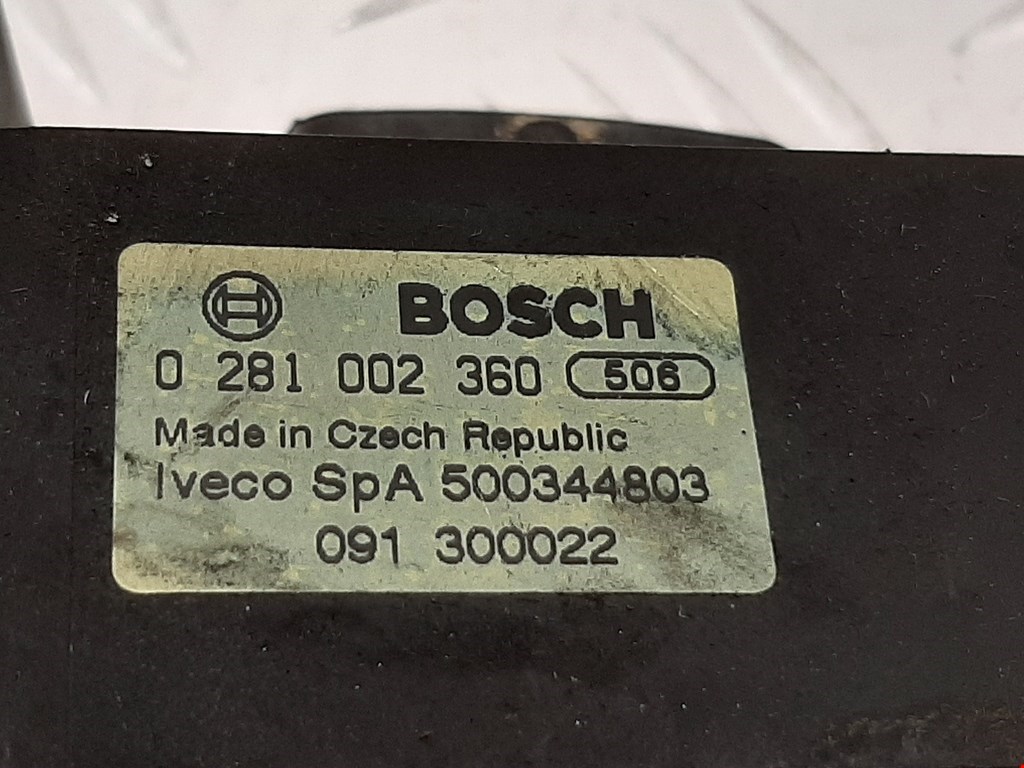 BOSCH
0 281 002 360 506
Made in Czech Republic
Iveco SpA 500344803
091 300022